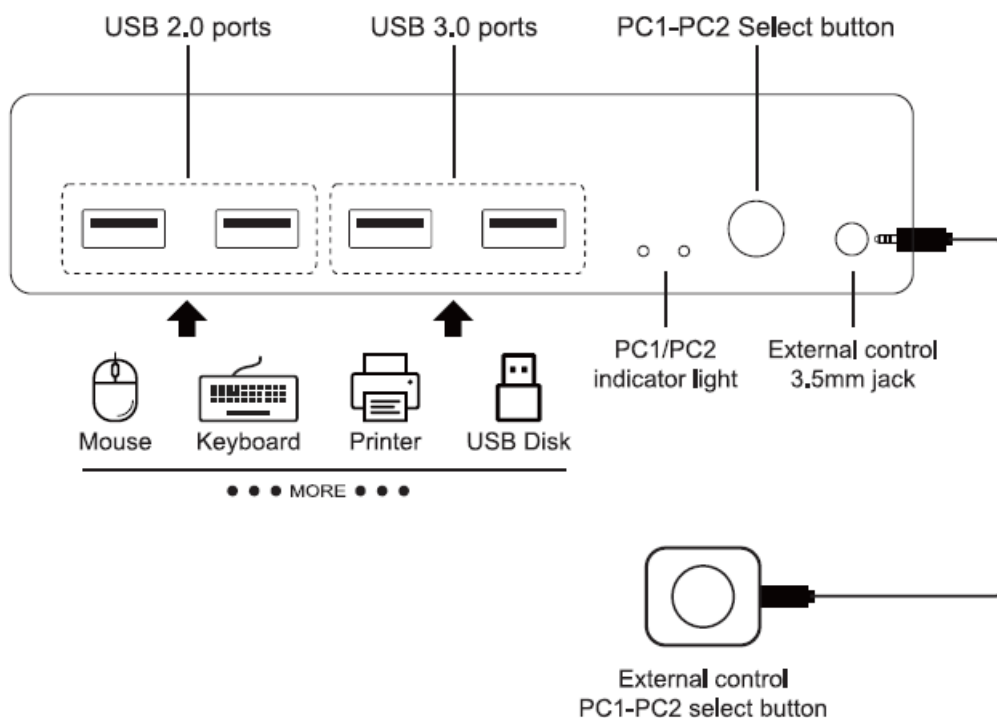 USB 2.0 ports
USB 3.0 ports
PC1-PC2 Select button
PC1/PC2
indicator light
External control
3.5mm jack
Mouse
Keyboard
Printer
USB Disk
● ● ● MORE ● ● ●
External control
PC1-PC2 select button